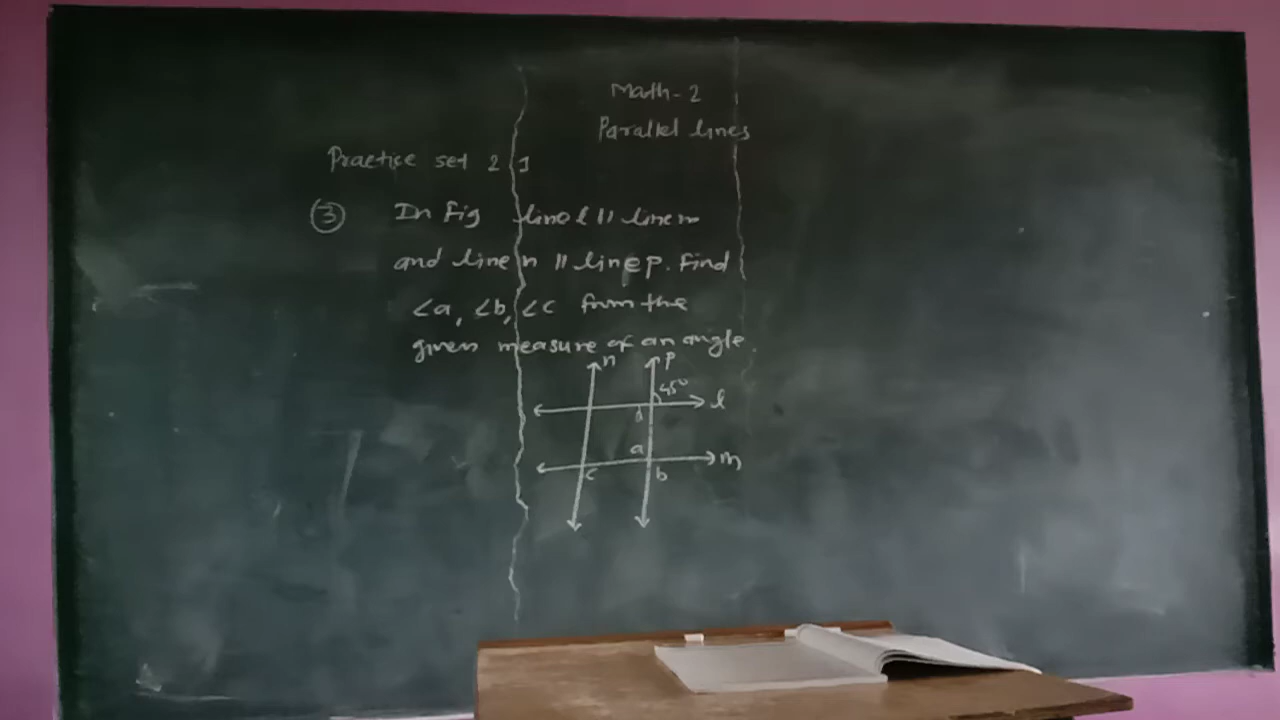 Math-2
Parallel lines
Practice set 2 1
③ In Fig line l || line m
and line n || line p. Find
∠a, ∠b, ∠c from the
given measure of an angle.
n p
45°
l
d
a
m
c b